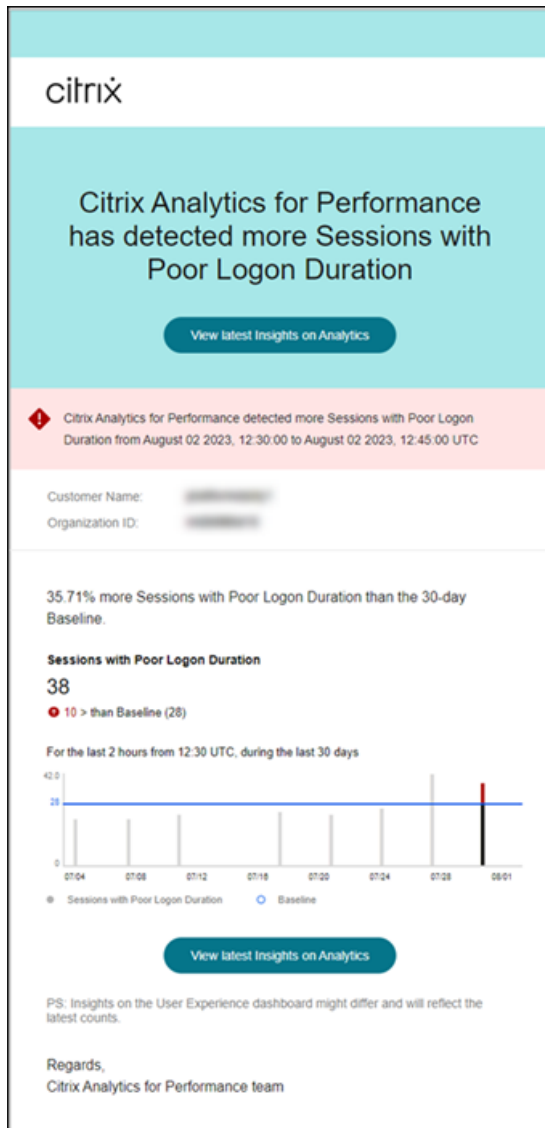 citrix
Citrix Analytics for Performance
has detected more Sessions with
Poor Logon Duration
View latest Insights on Analytics
Citrix Analytics for Performance detected more Sessions with Poor Logon
Duration from August 02 2023, 12:30:00 to August 02 2023, 12:45:00 UTC
Customer Name:
Organization ID:
35.71% more Sessions with Poor Logon Duration than the 30-day
Baseline.
Sessions with Poor Logon Duration
38
10 > than Baseline (28)
For the last 2 hours from 12:30 UTC, during the last 30 days
42.0
28
0
07/04 07/08 07/12 07/16 07/20 07/24 07/28 08/01
Sessions with Poor Logon Duration Baseline
View latest Insights on Analytics
PS: Insights on the User Experience dashboard might differ and will reflect the
latest counts.
Regards,
Citrix Analytics for Performance team